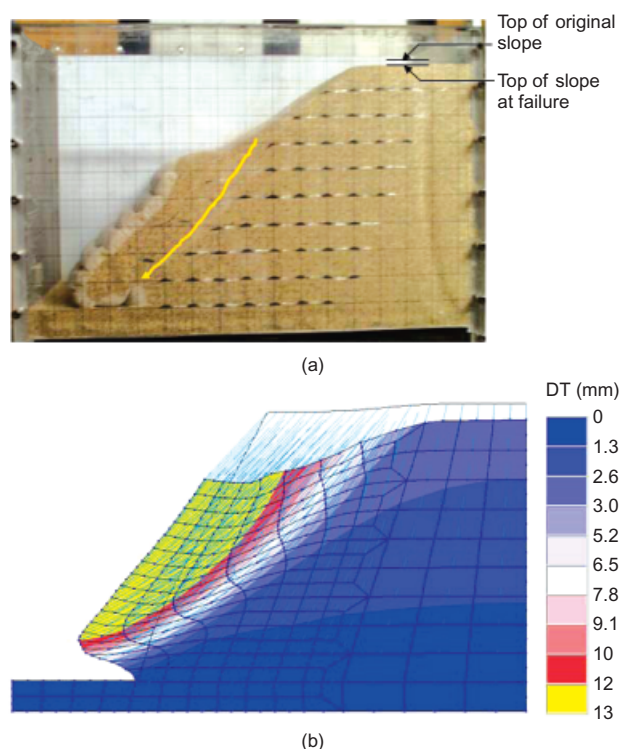 Top of original
slope
Top of slope
at failure
(a)
DT (mm)
0
1.3
2.6
3.0
5.2
6.5
7.8
9.1
10
12
13
(b)